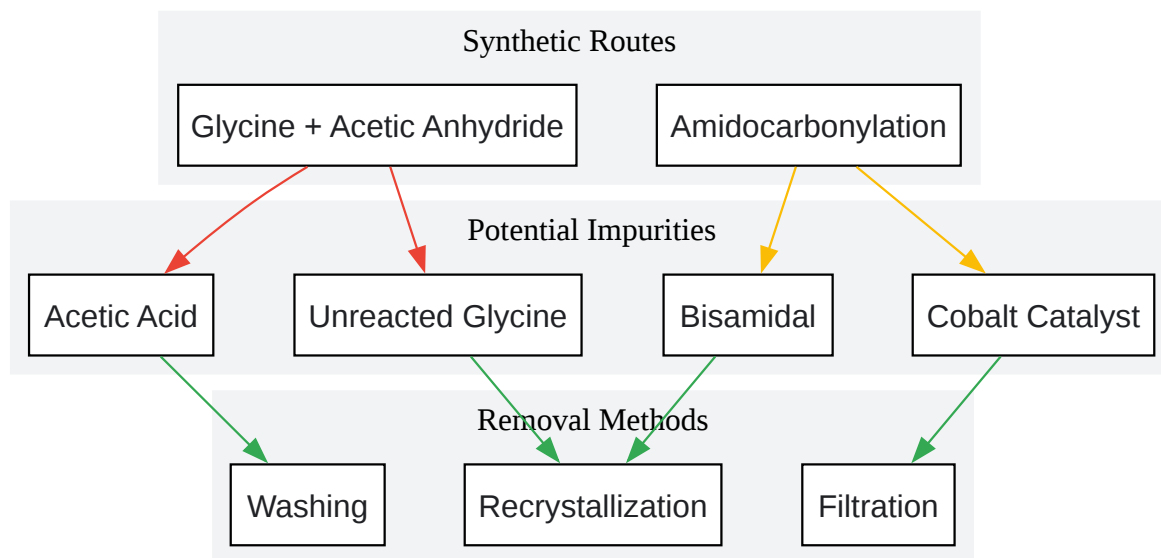 Synthetic Routes
Glycine + Acetic Anhydride
Amidocarbonylation
Potential Impurities
Acetic Acid
Unreacted Glycine
Bisamidal
Cobalt Catalyst
Removal Methods
Washing
Recrystallization
Filtration